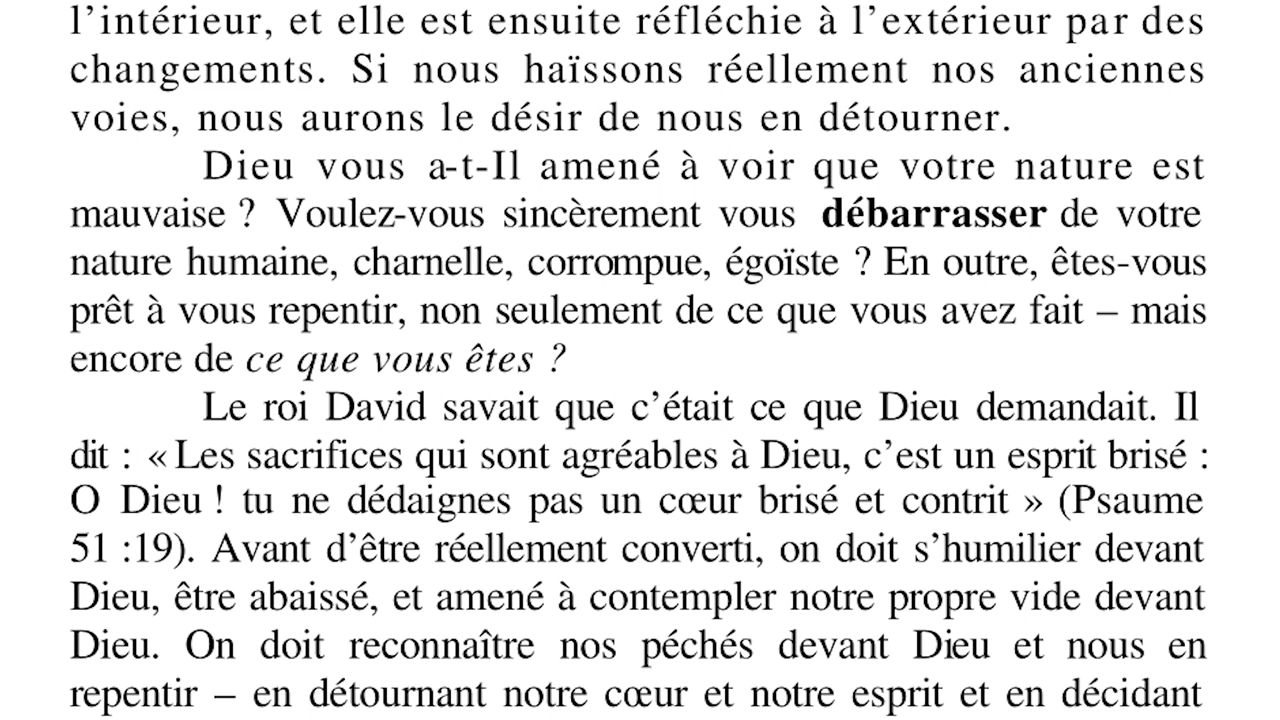 l’intérieur, et elle est ensuite réfléchie à l’extérieur par des
changements. Si nous haïssons réellement nos anciennes
voies, nous aurons le désir de nous en détourner.
Dieu vous a-t-Il amené à voir que votre nature est
mauvaise ? Voulez-vous sincèrement vous débarrasser de votre
nature humaine, charnelle, corrompue, égoïste ? En outre, êtes-vous
prêt à vous repentir, non seulement de ce que vous avez fait – mais
encore de ce que vous êtes ?
Le roi David savait que c’était ce que Dieu demandait. Il
dit : « Les sacrifices qui sont agréables à Dieu, c’est un esprit brisé :
O Dieu ! tu ne dédaignes pas un cœur brisé et contrit » (Psaume
51 :19). Avant d’être réellement converti, on doit s’humilier devant
Dieu, être abaissé, et amené à contempler notre propre vide devant
Dieu. On doit reconnaître nos péchés devant Dieu et nous en
repentir – en détournant notre cœur et notre esprit et en décidant